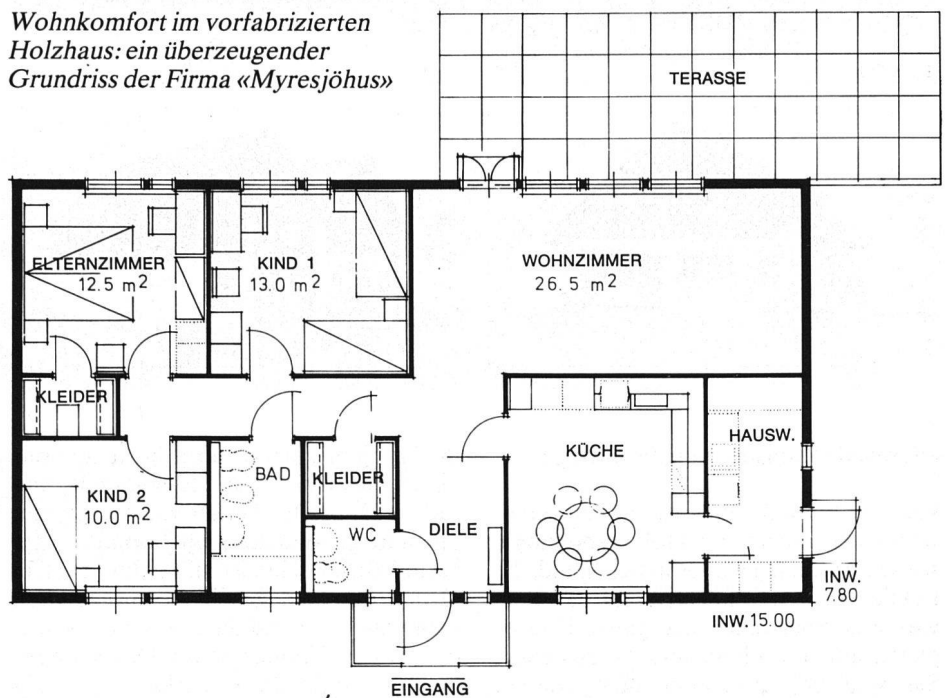 Wohnkomfort im vorfabrizierten
Holzhaus: ein überzeugender
Grundriss der Firma «Myresjöhus»
TERASSE
ELTERNZIMMER
12.5 m²
KIND 1
13.0 m²
WOHNZIMMER
26.5 m²
KLEIDER
KÜCHE
HAUSW.
BAD
KLEIDER
KIND 2
10.0 m²
WC
DIELE
INW.
7.80
INW. 15.00
EINGANG